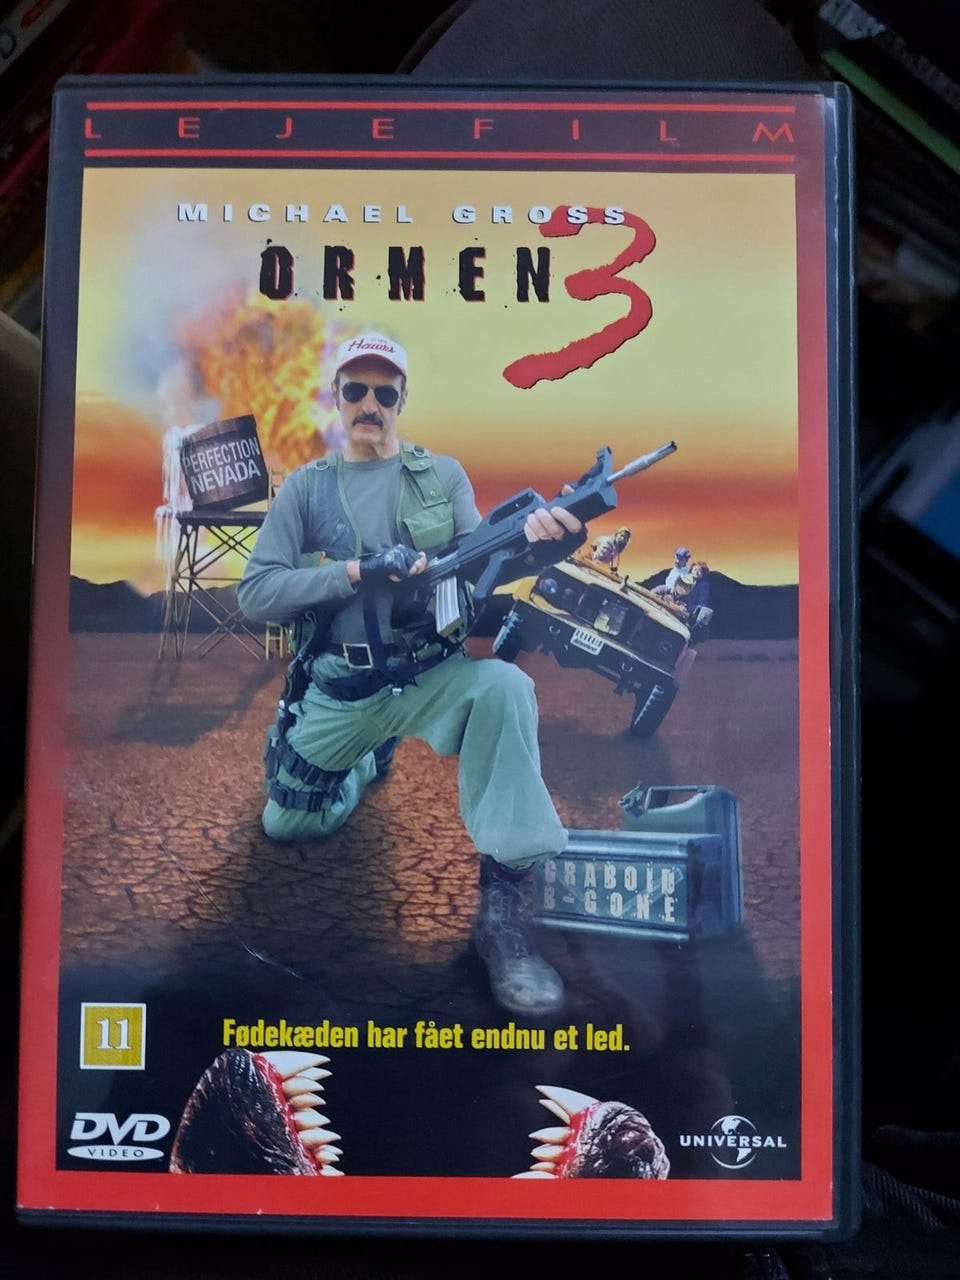 LEJEFILM
MICHAEL GROSS
ORMEN 3
Hawks
PERFECTION
NEVADA
GRABOID
B-GONE
11
Fødekæden har fået endnu et led.
DVD
VIDEO
UNIVERSAL